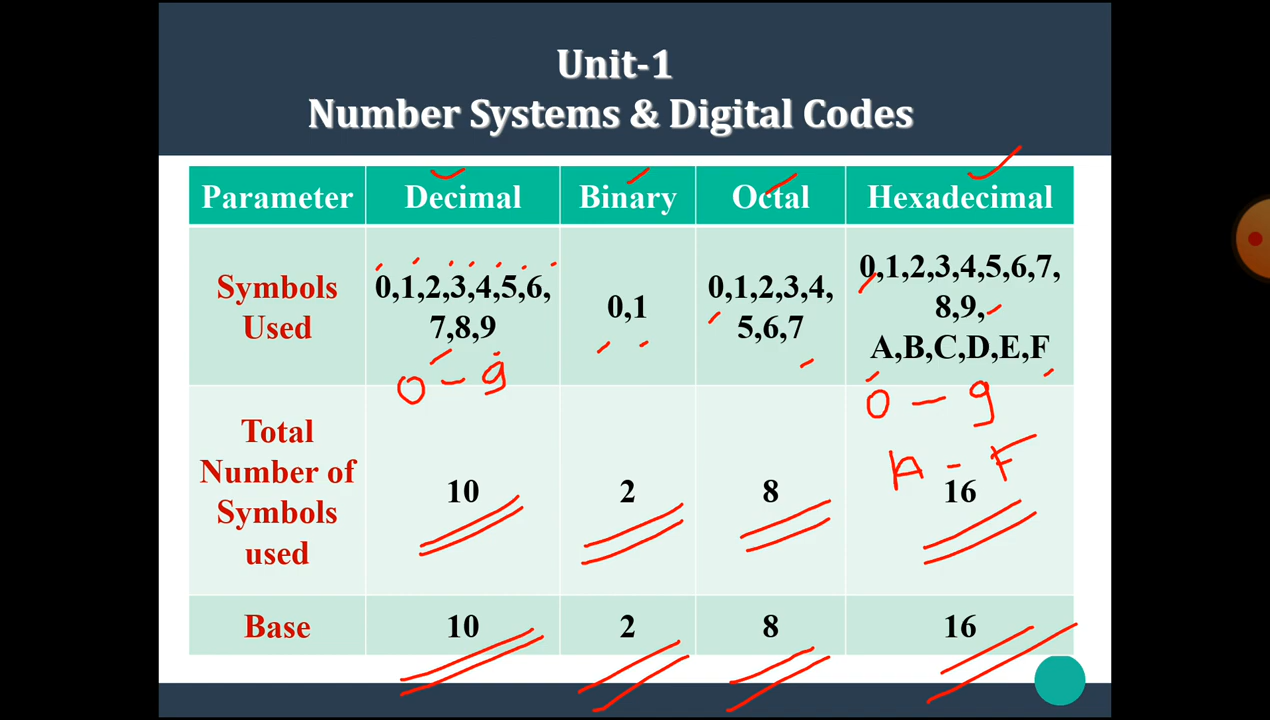 Unit-1
Number Systems & Digital Codes
Parameter Decimal Binary Octal Hexadecimal
Symbols Used 0,1,2,3,4,5,6,7,8,9 0,1 0,1,2,3,4,5,6,7 0,1,2,3,4,5,6,7,8,9,A,B,C,D,E,F
0 - 9 0 - 9
A - F
Total Number of Symbols used 10 2 8 16
Base 10 2 8 16